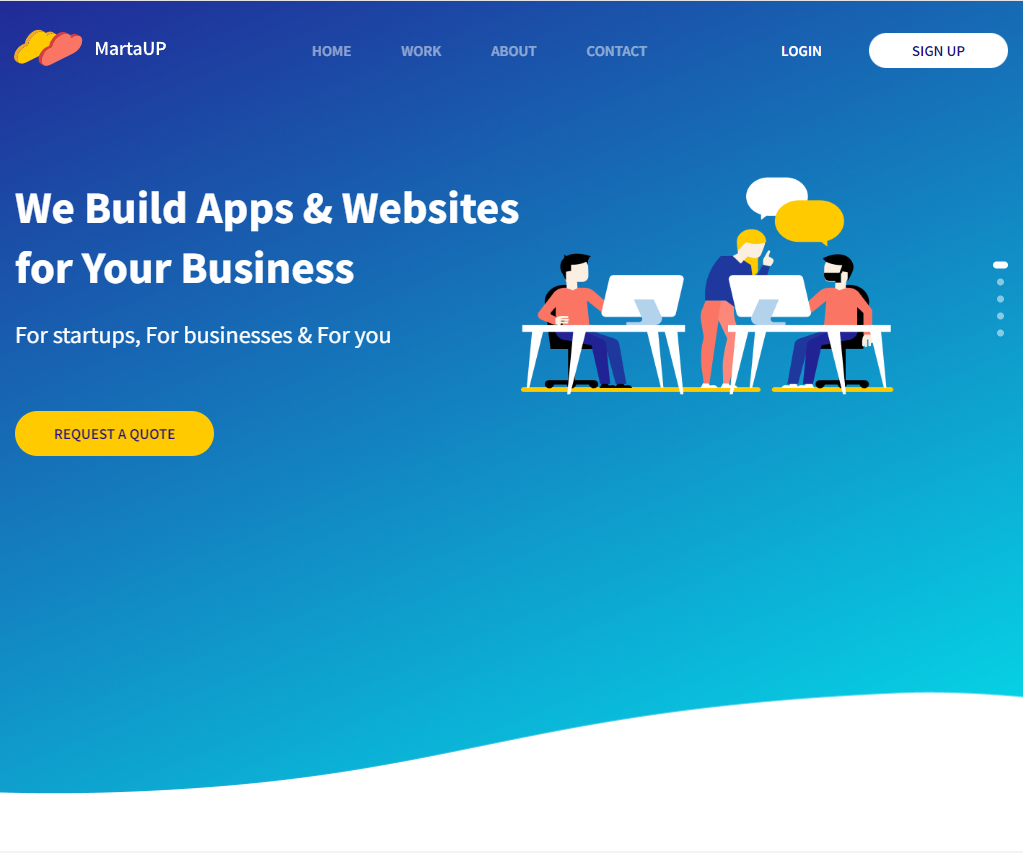 MartaUP
HOME WORK ABOUT CONTACT LOGIN SIGN UP
We Build Apps & Websites
for Your Business
For startups, For businesses & For you
REQUEST A QUOTE